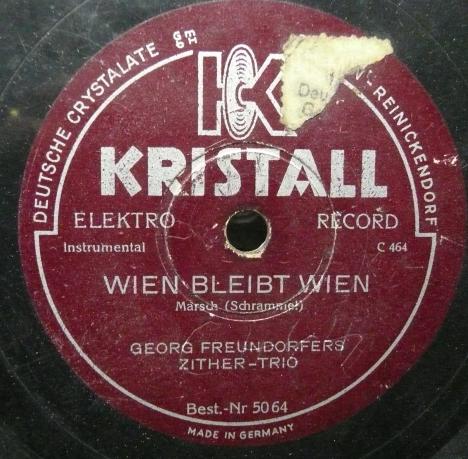 DEUTSCHE CRYSTALATE
-REINICKENDORF
K
KRISTALL
ELEKTRO RECORD
Instrumental C 464
WIEN BLEIBT WIEN
Marsch (Schrammel)
GEORG FREUNDORFERS
ZITHER-TRIO
Best.-Nr 5064
MADE IN GERMANY